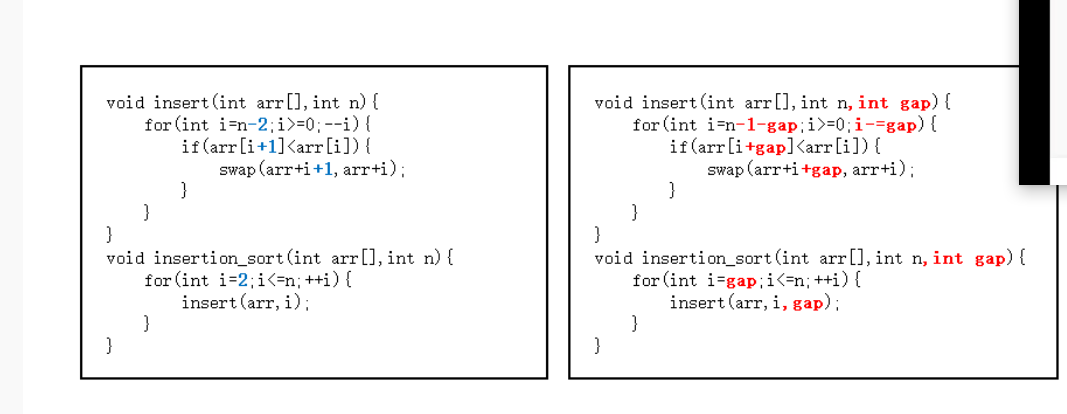 void insert(int arr[],int n){
    for(int i=n-2;i>=0;--i){
        if(arr[i+1]<arr[i]){
            swap(arr+i+1,arr+i);
        }
    }
}
void insertion_sort(int arr[],int n){
    for(int i=2;i<=n;++i){
        insert(arr,i);
    }
}
void insert(int arr[],int n,int gap){
    for(int i=n-1-gap;i>=0;i-=gap){
        if(arr[i+gap]<arr[i]){
            swap(arr+i+gap,arr+i);
        }
    }
}
void insertion_sort(int arr[],int n,int gap){
    for(int i=gap;i<=n;++i){
        insert(arr,i,gap);
    }
}